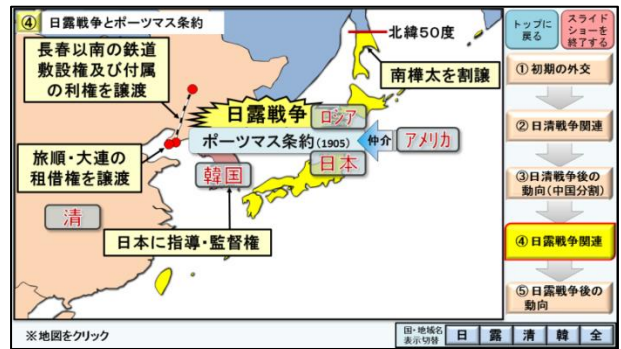 ④ 日露戦争とポーツマス条約
長春以南の鉄道
敷設権及び付属
の利権を譲渡
北緯50度
南樺太を割譲
日露戦争
ロシア
ポーツマス条約(1905)
仲介
アメリカ
日本
韓国
旅順・大連の
租借権を譲渡
清
日本に指導・監督権
※地図をクリック
トップに
戻る
スライド
ショーを
終了する
①初期の外交
②日清戦争関連
③日清戦争後の
動向(中国分割)
④日露戦争関連
⑤日露戦争後の
動向
国・地域名
表示切替
日
露
清
韓
全